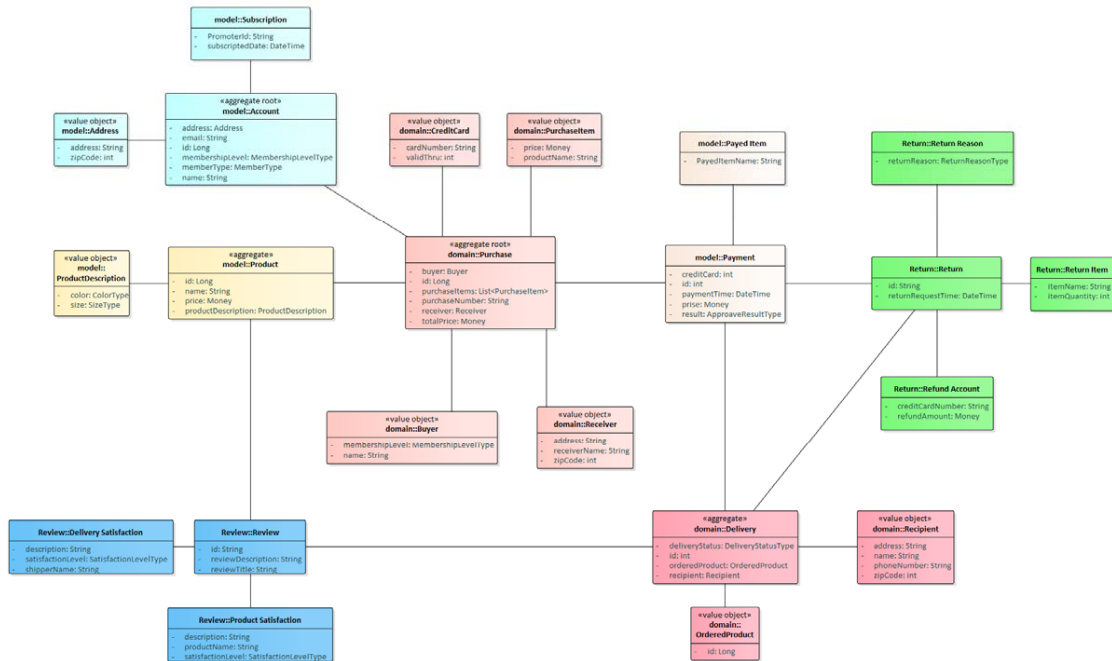 model::Subscription
- PromoterId: String
- subscriptedDate: DateTime
«aggregate root»
model::Account
- address: Address
- email: String
- id: Long
- membershipLevel: MembershipLevelType
- memberType: MemberType
- name: String
«value object»
model::Address
- address: String
- zipCode: int
«value object»
domain::CreditCard
- cardNumber: String
- validThru: int
«value object»
domain::PurchaseItem
- price: Money
- productName: String
model::Payed Item
- PayedItemName: String
Return::Return Reason
- returnReason: ReturnReasonType
«value object»
model::
ProductDescription
- color: ColorType
- size: SizeType
«aggregate»
model::Product
- id: Long
- name: String
- price: Money
- productDescription: ProductDescription
«aggregate root»
domain::Purchase
- buyer: Buyer
- id: Long
- purchaseItems: List<PurchaseItem>
- purchaseNumber: String
- receiver: Receiver
- totalPrice: Money
model::Payment
- creditCard: int
- id: int
- paymentTime: DateTime
- prise: Money
- result: ApproaveResultType
Return::Return
- id: String
- returnRequestTime: DateTime
Return::Return Item
- itemName: String
- itemQuantity: int
Return::Refund Account
- creditCardNumber: String
- refundAmount: Money
«value object»
domain::Buyer
- membershipLevel: MembershipLevelType
- name: String
«value object»
domain::Receiver
- address: String
- receiverName: String
- zipCode: int
Review::Delivery Satisfaction
- description: String
- satisfactionLevel: SatisfactionLevelType
- shipperName: String
Review::Review
- id: String
- reviewDescription: String
- reviewTitle: String
«aggregate»
domain::Delivery
- deliveryStatus: DeliveryStatusType
- id: int
- orderedProduct: OrderedProduct
- recipient: Recipient
«value object»
domain::Recipient
- address: String
- name: String
- phoneNumber: String
- zipCode: int
Review::Product Satisfaction
- description: String
- productName: String
- satisfactionLevel: SatisfactionLevelType
«value object»
domain::
OrderedProduct
- id: Long